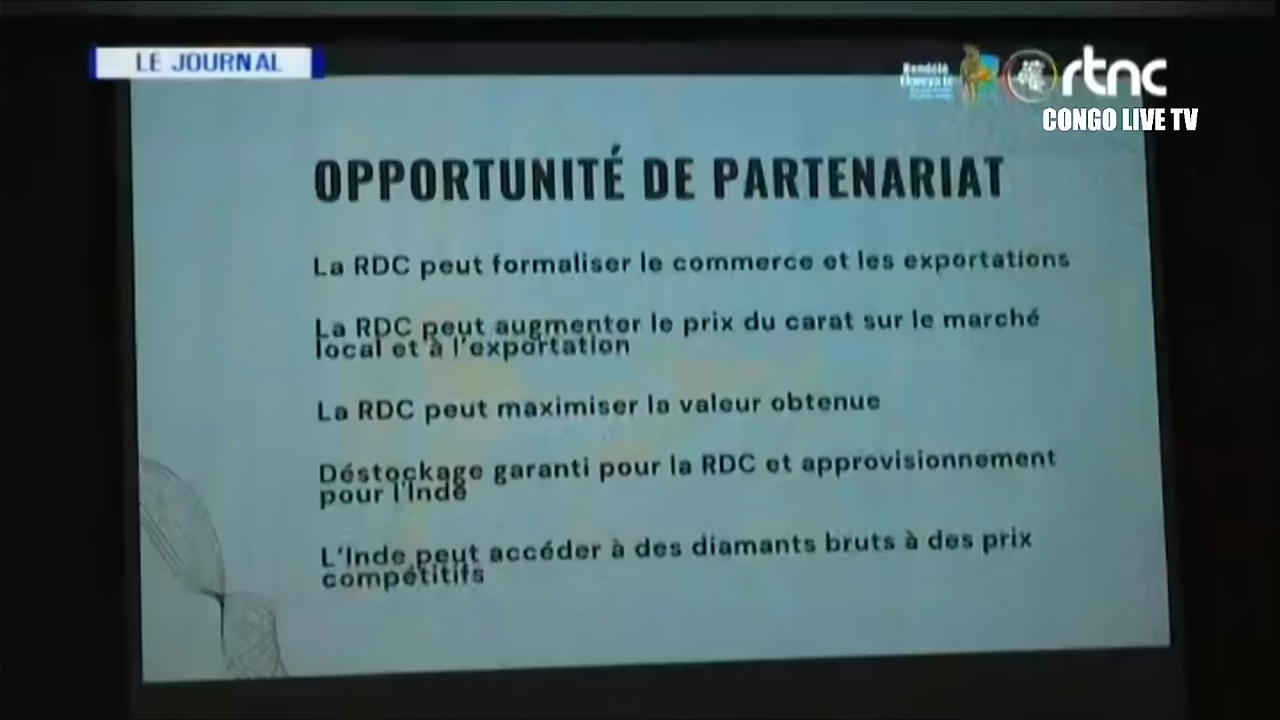 LE JOURNAL
rtnc
CONGO LIVE TV
OPPORTUNITÉ DE PARTENARIAT
La RDC peut formaliser le commerce et les exportations
La RDC peut augmenter le prix du carat sur le marché
local et à l'exportation
La RDC peut maximiser la valeur obtenue
Déstockage garanti pour la RDC et approvisionnement
pour l'Inde
L'Inde peut accéder à des diamants bruts à des prix
compétitifs